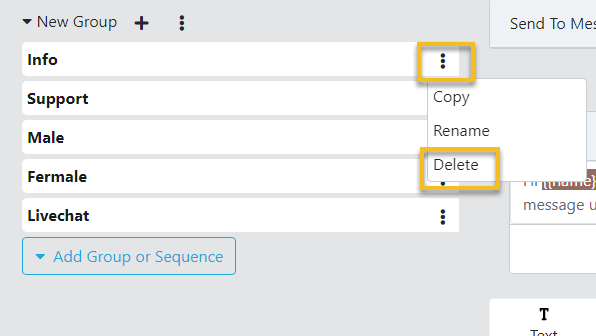 New Group
Send To Mes
Info
Support
Copy
Male
Rename
Fermale
Delete
{{name}}
Livechat
message u
Add Group or Sequence
T
Text